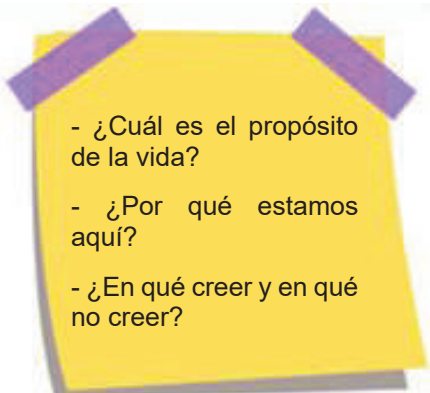 - ¿Cuál es el propósito
de la vida?
- ¿Por qué estamos
aquí?
- ¿En qué creer y en qué
no creer?